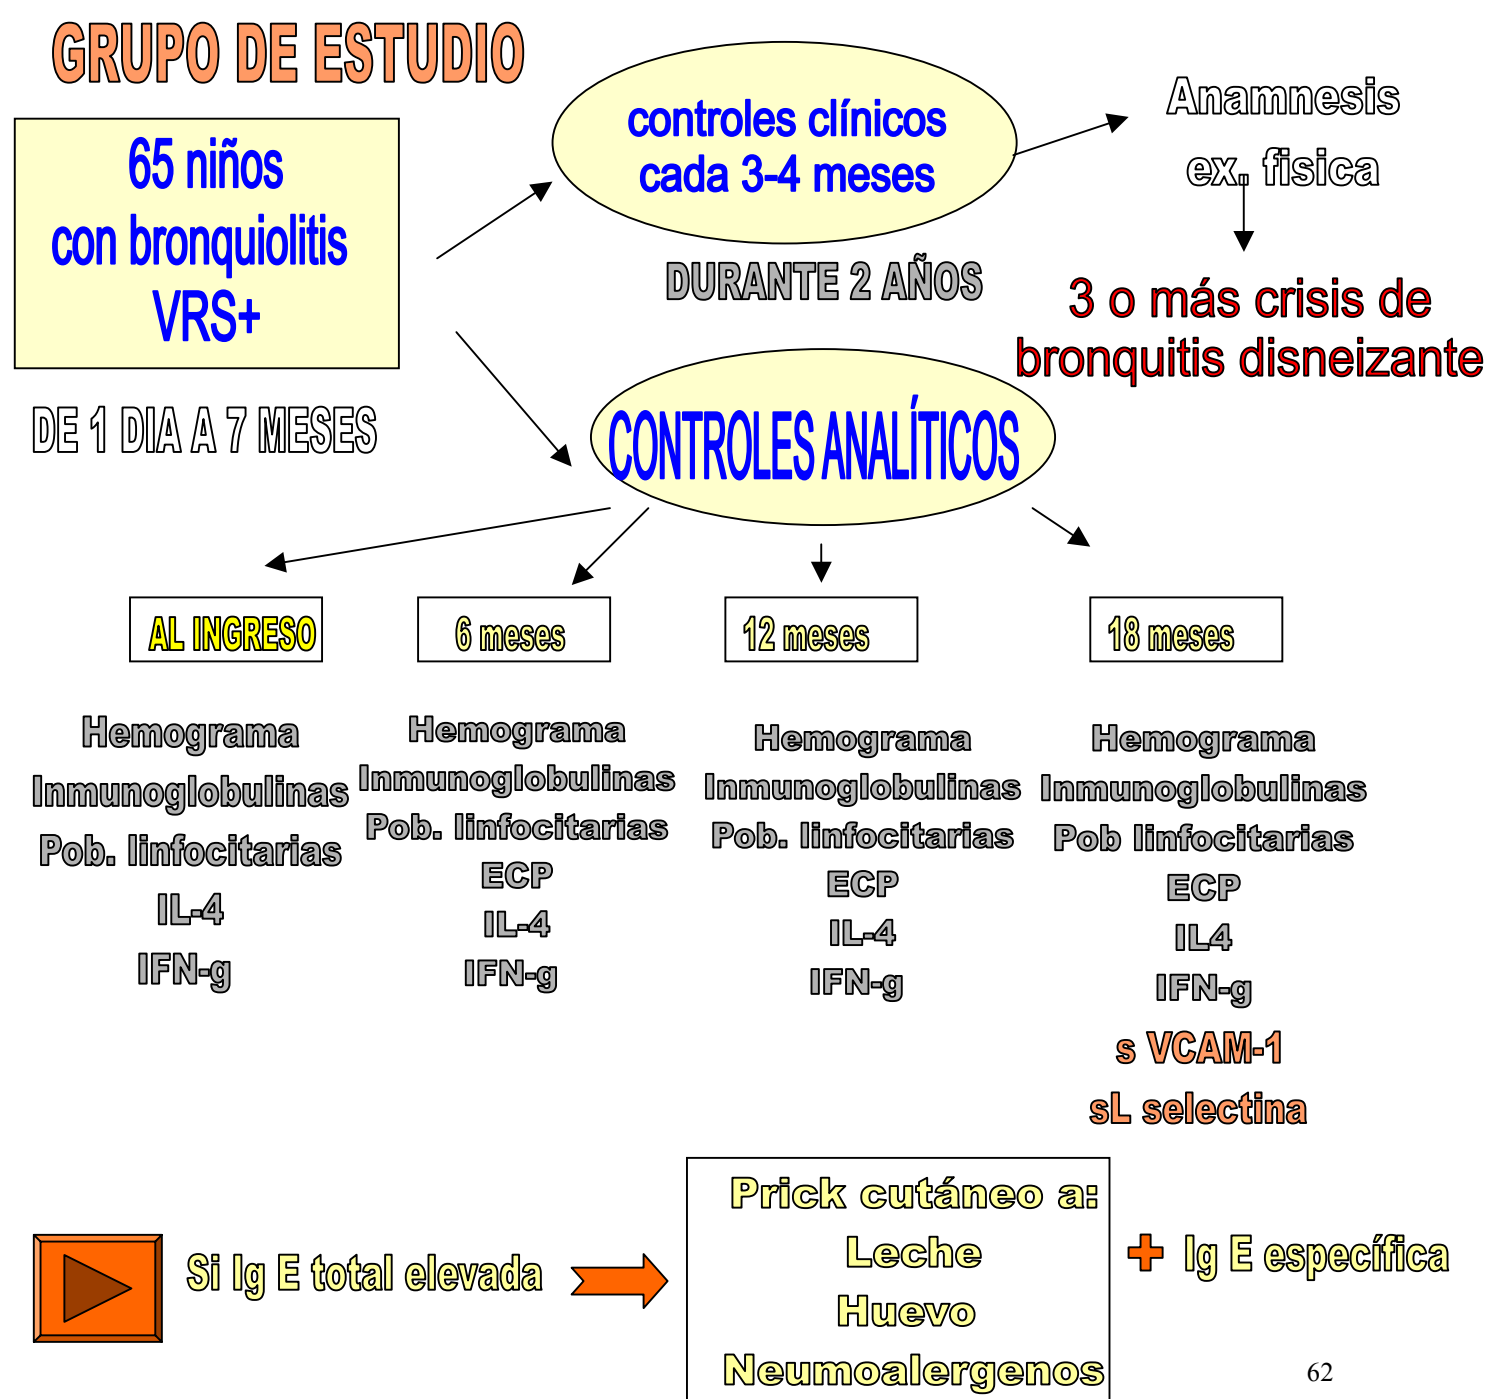 GRUPO DE ESTUDIO
65 niños
con bronquiolitis
VRS+
DE 1 DIA A 7 MESES
controles clínicos
cada 3-4 meses
DURANTE 2 AÑOS
Anamnesis
ex. fisica
3 o más crisis de
bronquitis disneizante
CONTROLES ANALÍTICOS
AL INGRESO
Hemograma
Inmunoglobulinas
Pob. linfocitarias
IL-4
IFN-g
6 meses
Hemograma
Inmunoglobulinas
Pob. linfocitarias
ECP
IL-4
IFN-g
12 meses
Hemograma
Inmunoglobulinas
Pob. linfocitarias
ECP
IL-4
IFN-g
18 meses
Hemograma
Inmunoglobulinas
Pob linfocitarias
ECP
IL4
IFN-g
s VCAM-1
sL selectina
Si Ig E total elevada
Prick cutáneo a:
Leche
Huevo
Neumoalergenos
+ Ig E específica
62